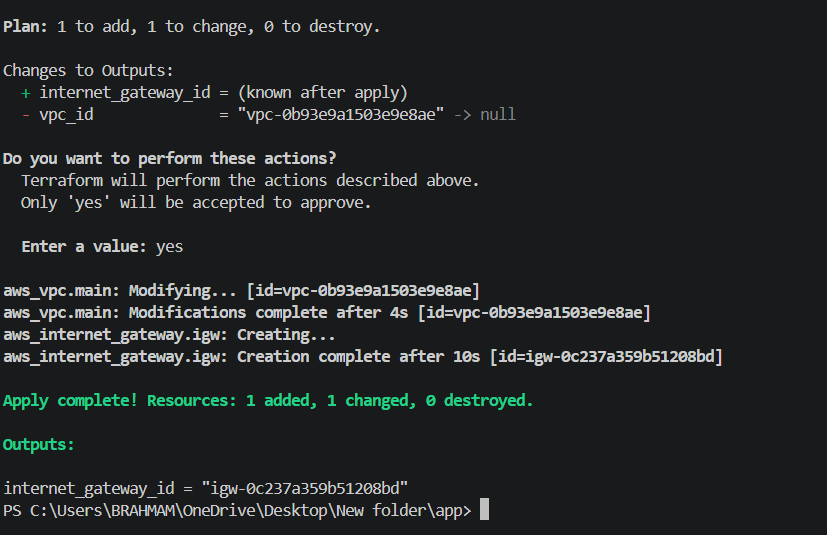 Plan: 1 to add, 1 to change, 0 to destroy.
Changes to Outputs:
+ internet_gateway_id = (known after apply)
- vpc_id = "vpc-0b93e9a1503e9e8ae" -> null
Do you want to perform these actions?
Terraform will perform the actions described above.
Only 'yes' will be accepted to approve.
Enter a value: yes
aws_vpc.main: Modifying... [id=vpc-0b93e9a1503e9e8ae]
aws_vpc.main: Modifications complete after 4s [id=vpc-0b93e9a1503e9e8ae]
aws_internet_gateway.igw: Creating...
aws_internet_gateway.igw: Creation complete after 10s [id=igw-0c237a359b51208bd]
Apply complete! Resources: 1 added, 1 changed, 0 destroyed.
Outputs:
internet_gateway_id = "igw-0c237a359b51208bd"
PS C:\Users\BRAHMAM\OneDrive\Desktop\New folder\app>